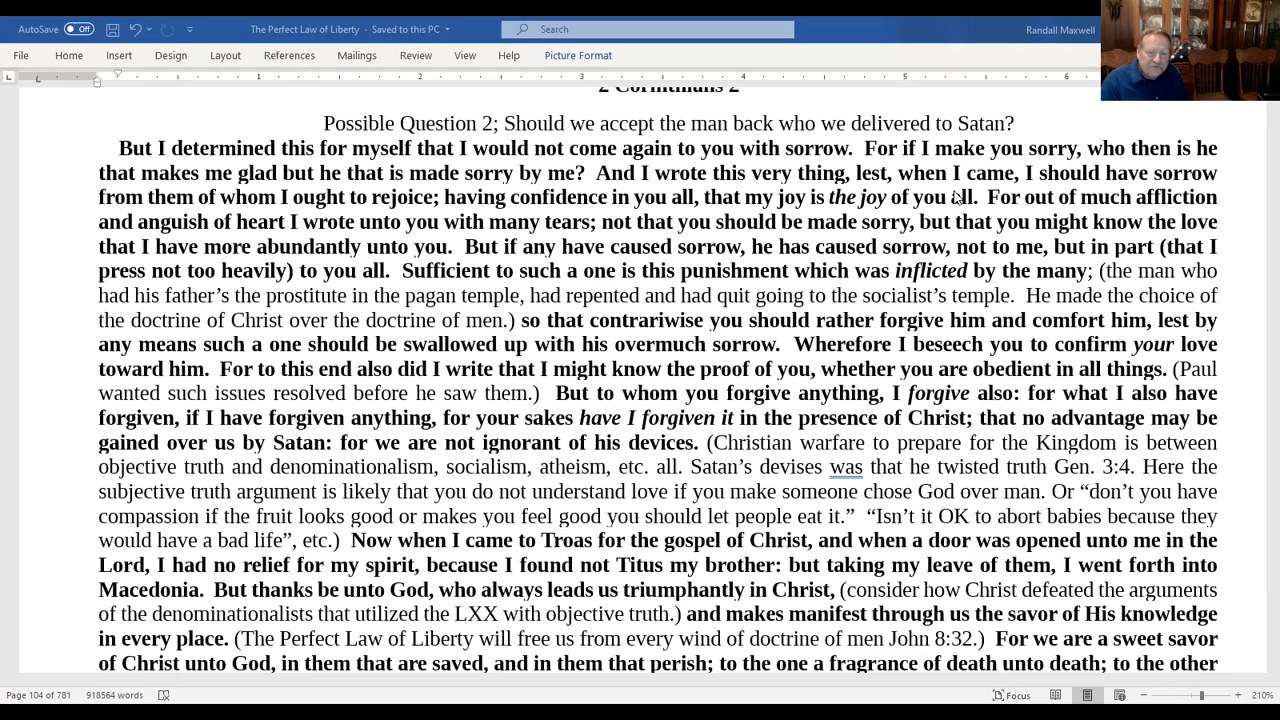 AutoSave Off The Perfect Law of Liberty - Saved to this PC Search Randall Maxwell
File Home Insert Design Layout References Mailings Review View Help Picture Format
1 2 3 4 5 6
2 Corinthians 2
Possible Question 2; Should we accept the man back who we delivered to Satan?
But I determined this for myself that I would not come again to you with sorrow. For if I make you sorry, who then is he
that makes me glad but he that is made sorry by me? And I wrote this very thing, lest, when I came, I should have sorrow
from them of whom I ought to rejoice; having confidence in you all, that my joy is the joy of you all. For out of much affliction
and anguish of heart I wrote unto you with many tears; not that you should be made sorry, but that you might know the love
that I have more abundantly unto you. But if any have caused sorrow, he has caused sorrow, not to me, but in part (that I
press not too heavily) to you all. Sufficient to such a one is this punishment which was inflicted by the many; (the man who
had his father’s the prostitute in the pagan temple, had repented and had quit going to the socialist’s temple. He made the choice of
the doctrine of Christ over the doctrine of men.) so that contrariwise you should rather forgive him and comfort him, lest by
any means such a one should be swallowed up with his overmuch sorrow. Wherefore I beseech you to confirm your love
toward him. For to this end also did I write that I might know the proof of you, whether you are obedient in all things. (Paul
wanted such issues resolved before he saw them.) But to whom you forgive anything, I forgive also: for what I also have
forgiven, if I have forgiven anything, for your sakes have I forgiven it in the presence of Christ; that no advantage may be
gained over us by Satan: for we are not ignorant of his devices. (Christian warfare to prepare for the Kingdom is between
objective truth and denominationalism, socialism, atheism, etc. all. Satan’s devises was that he twisted truth Gen. 3:4. Here the
subjective truth argument is likely that you do not understand love if you make someone chose God over man. Or “don’t you have
compassion if the fruit looks good or makes you feel good you should let people eat it.” “Isn’t it OK to abort babies because they
would have a bad life”, etc.) Now when I came to Troas for the gospel of Christ, and when a door was opened unto me in the
Lord, I had no relief for my spirit, because I found not Titus my brother: but taking my leave of them, I went forth into
Macedonia. But thanks be unto God, who always leads us triumphantly in Christ, (consider how Christ defeated the arguments
of the denominationalists that utilized the LXX with objective truth.) and makes manifest through us the savor of His knowledge
in every place. (The Perfect Law of Liberty will free us from every wind of doctrine of men John 8:32.) For we are a sweet savor
of Christ unto God, in them that are saved, and in them that perish; to the one a fragrance of death unto death; to the other
Page 104 of 781 918564 words Focus 210%